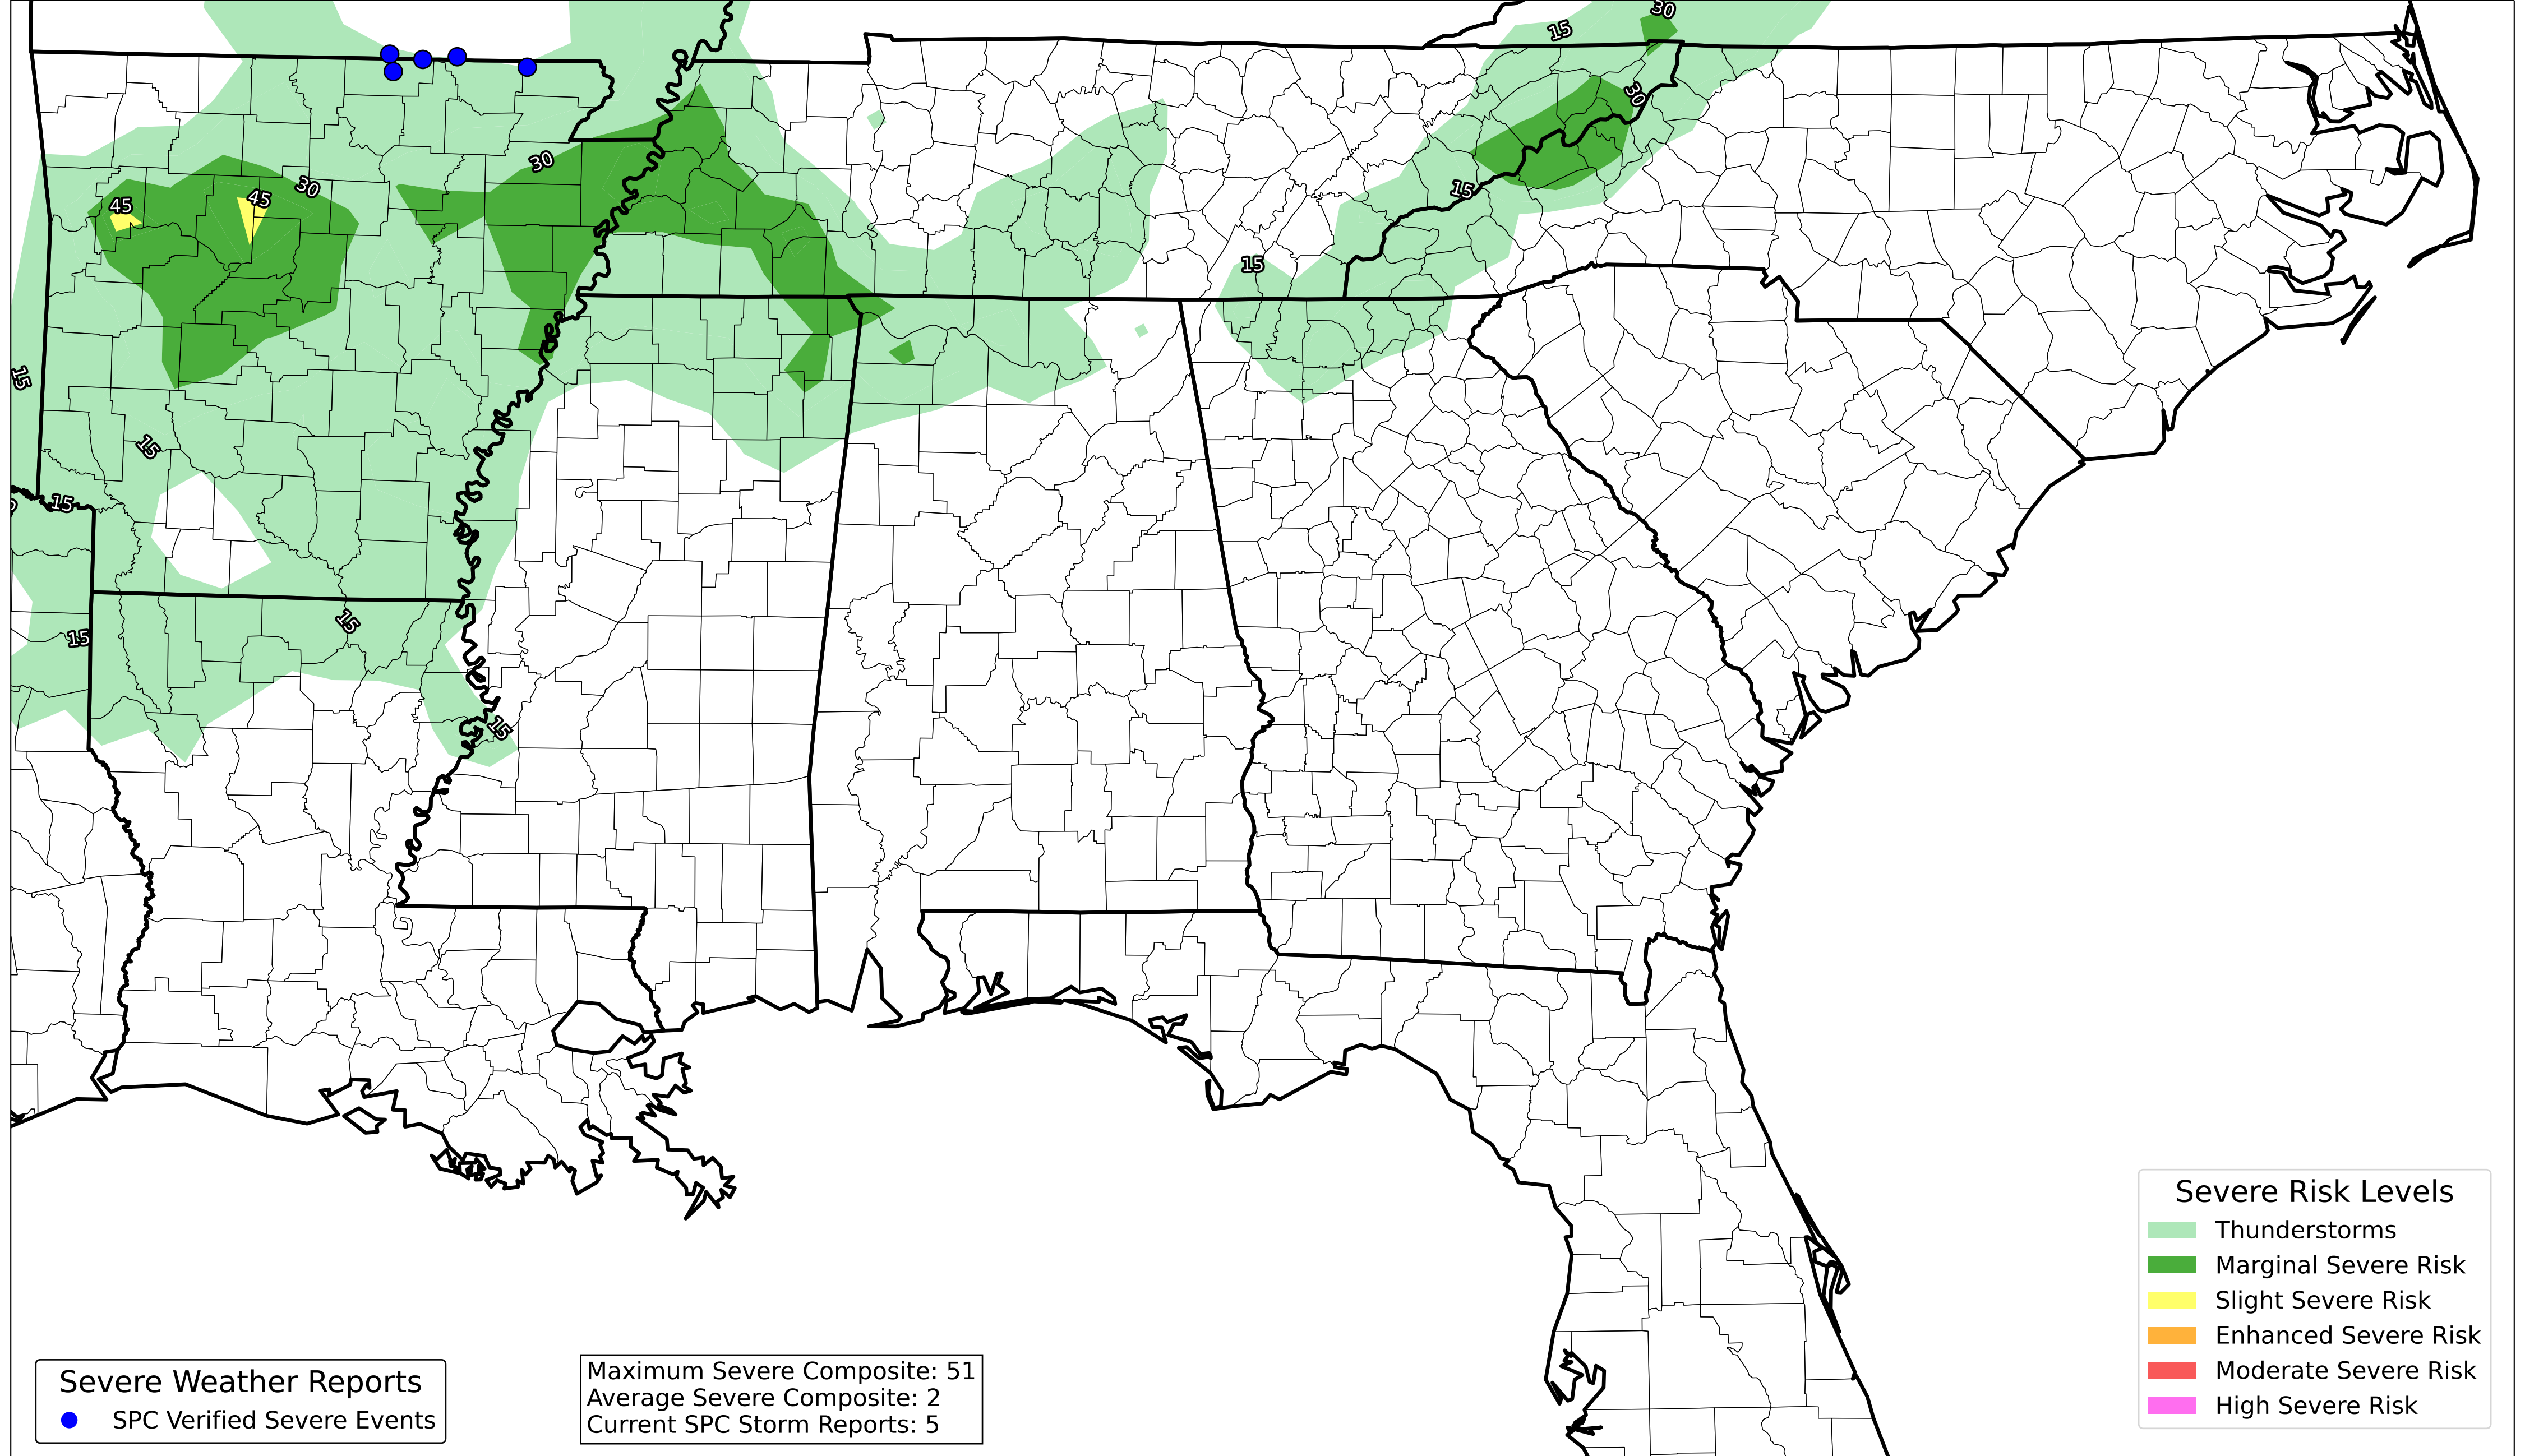 30
15
30
30
30
45
45
15
15
15
15
15
15
15
15
Severe Risk Levels
Thunderstorms
Marginal Severe Risk
Slight Severe Risk
Enhanced Severe Risk
Moderate Severe Risk
High Severe Risk
Maximum Severe Composite: 51
Average Severe Composite: 2
Current SPC Storm Reports: 5
Severe Weather Reports
SPC Verified Severe Events